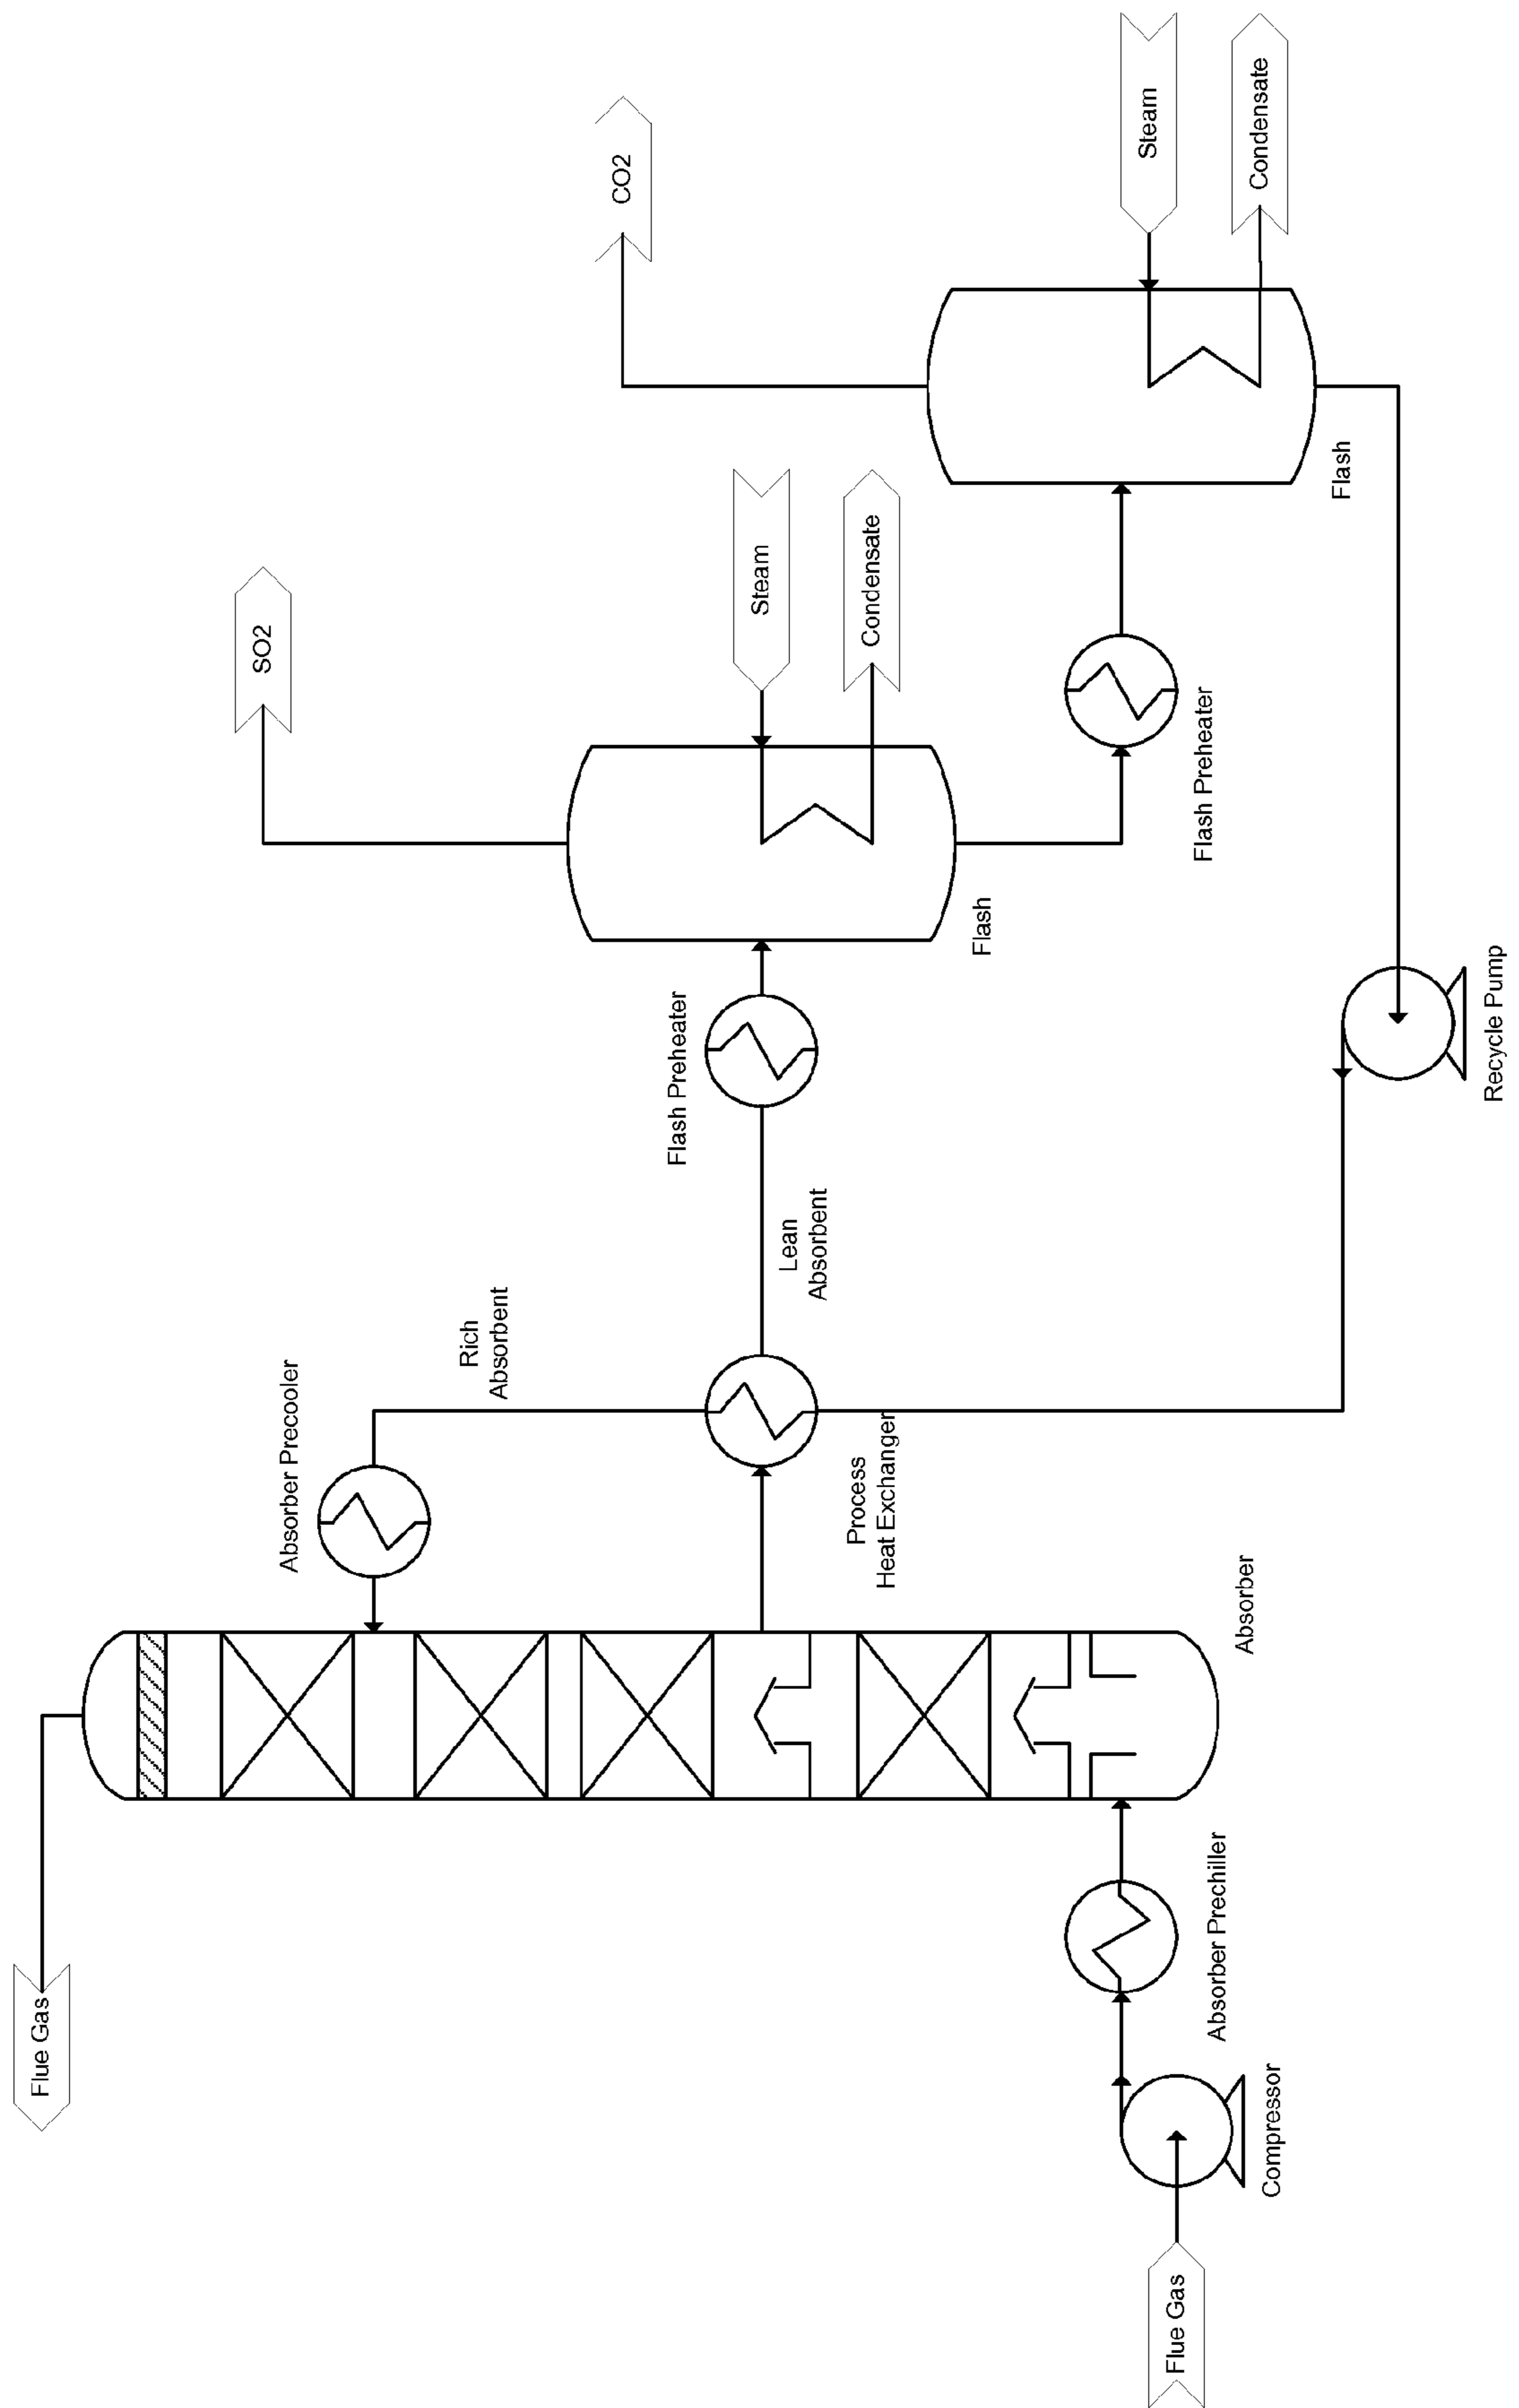 Flue Gas
SO2
CO2
Steam
Condensate
Absorber Precooler
Rich
Absorbent
Flash Preheater
Steam
Condensate
Lean
Absorbent
Process
Heat Exchanger
Flash
Flash Preheater
Flash
Absorber
Absorber Prechiller
Compressor
Flue Gas
Recycle Pump